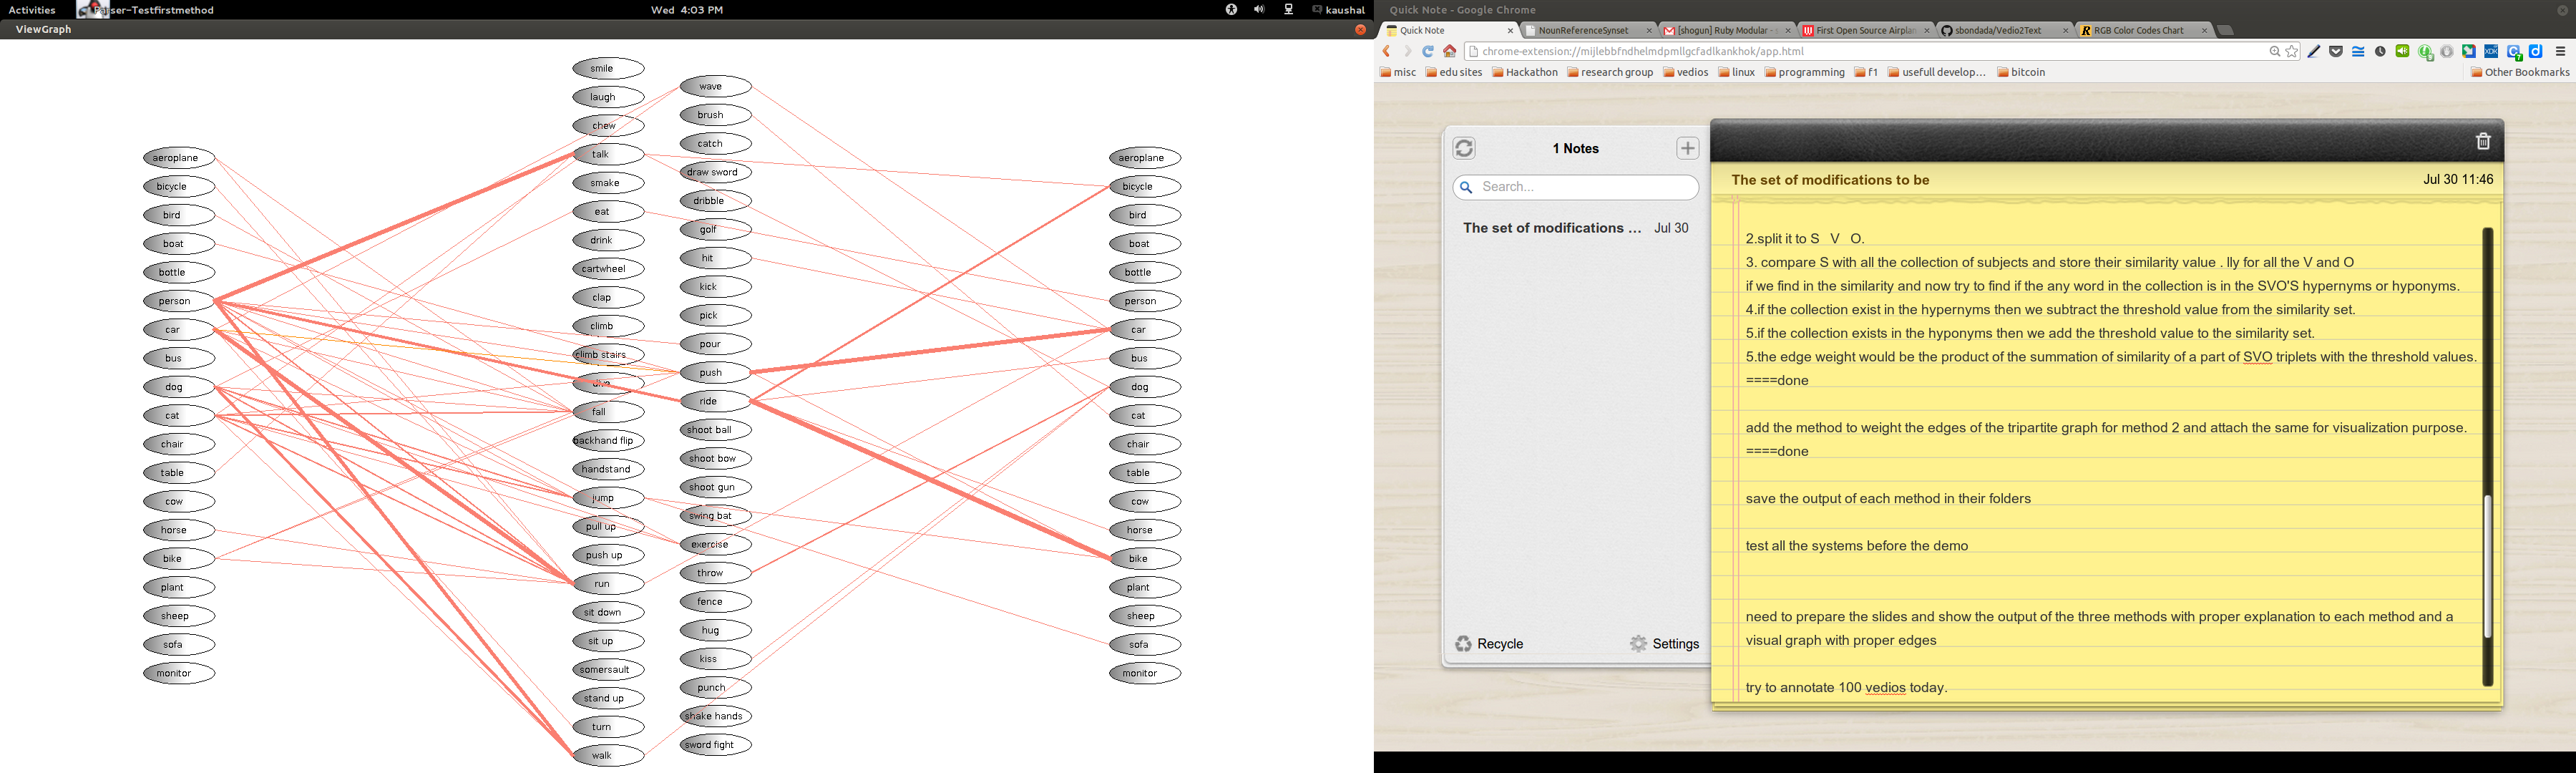 Activities
Parser-Testfirstmethod
Wed 4:03 PM
kaushal
ViewGraph
aeroplane
bicycle
bird
boat
bottle
person
car
bus
dog
cat
chair
table
cow
horse
bike
plant
sheep
sofa
monitor
smile
laugh
chew
talk
smake
eat
drink
cartwheel
clap
climb
climb stairs
dive
fall
backhand flip
handstand
jump
pull up
push up
run
sit down
sit up
somersault
stand up
turn
walk
wave
brush
catch
draw sword
dribble
golf
hit
kick
pick
pour
push
ride
shoot ball
shoot bow
shoot gun
swing bat
exercise
throw
fence
hug
kiss
punch
shake hands
sword fight
aeroplane
bicycle
bird
boat
bottle
person
car
bus
dog
cat
chair
table
cow
horse
bike
plant
sheep
sofa
monitor
Quick Note - Google Chrome
Quick Note
NounReferenceSynset
[shogun] Ruby Modular -
First Open Source Airplan
sbondada/Vedio2Text
RGB Color Codes Chart
chrome-extension://mijlebbfndhelmdpmllgcfadlkankhok/app.html
misc edu sites Hackathon research group vedios linux programming f1 usefull develop... bitcoin Other Bookmarks
1 Notes
Search...
The set of modifications ... Jul 30
Recycle
Settings
The set of modifications to be Jul 30 11:46
2.split it to S V O.
3. compare S with all the collection of subjects and store their similarity value . lly for all the V and O
if we find in the similarity and now try to find if the any word in the collection is in the SVO'S hypernyms or hyponyms.
4.if the collection exist in the hypernyms then we subtract the threshold value from the similarity set.
5.if the collection exists in the hyponyms then we add the threshold value to the similarity set.
5.the edge weight would be the product of the summation of similarity of a part of SVO triplets with the threshold values.
====done
add the method to weight the edges of the tripartite graph for method 2 and attach the same for visualization purpose.
====done
save the output of each method in their folders
test all the systems before the demo
need to prepare the slides and show the output of the three methods with proper explanation to each method and a
visual graph with proper edges
try to annotate 100 vedios today.